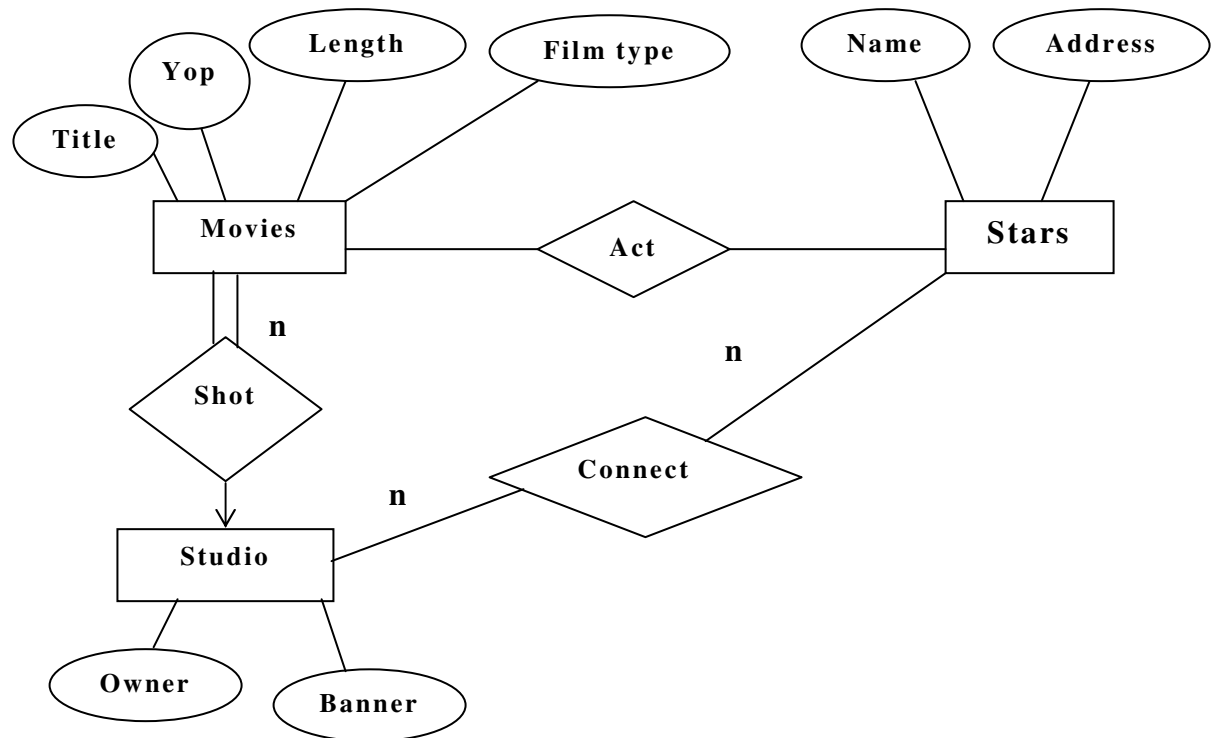 Length
Film type
Name
Address
Yop
Title
Movies
Act
Stars
n
n
Shot
Connect
n
Studio
Owner
Banner